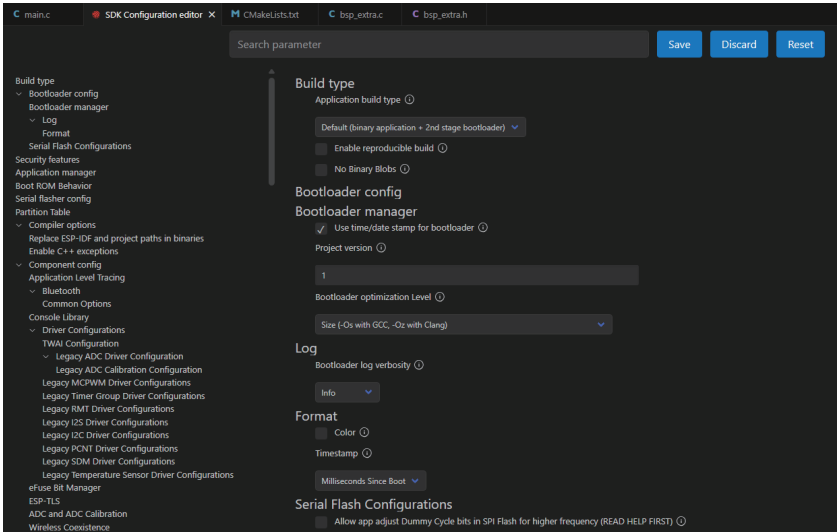 main.c
SDK Configuration editor
CMakeLists.txt
bsp_extra.c
bsp_extra.h
Search parameter
Save
Discard
Reset
Build type
Bootloader config
Bootloader manager
Log
Format
Serial Flash Configurations
Security features
Application manager
Boot ROM Behavior
Serial flasher config
Partition Table
Compiler options
Replace ESP-IDF and project paths in binaries
Enable C++ exceptions
Component config
Application Level Tracing
Bluetooth
Common Options
Console Library
Driver Configurations
TWAI Configuration
Legacy ADC Driver Configuration
Legacy ADC Calibration Configuration
Legacy MCPWM Driver Configurations
Legacy Timer Group Driver Configurations
Legacy RMT Driver Configurations
Legacy I2S Driver Configurations
Legacy I2C Driver Configurations
Legacy PCNT Driver Configurations
Legacy SDM Driver Configurations
Legacy Temperature Sensor Driver Configurations
eFuse Bit Manager
ESP-TLS
ADC and ADC Calibration
Wireless Coexistence
Build type
Application build type
Default (binary application + 2nd stage bootloader)
Enable reproducible build
No Binary Blobs
Bootloader config
Bootloader manager
Use time/date stamp for bootloader
Project version
1
Bootloader optimization Level
Size (-Os with GCC, -Oz with Clang)
Log
Bootloader log verbosity
Info
Format
Color
Timestamp
Milliseconds Since Boot
Serial Flash Configurations
Allow app adjust Dummy Cycle bits in SPI Flash for higher frequency (READ HELP FIRST)